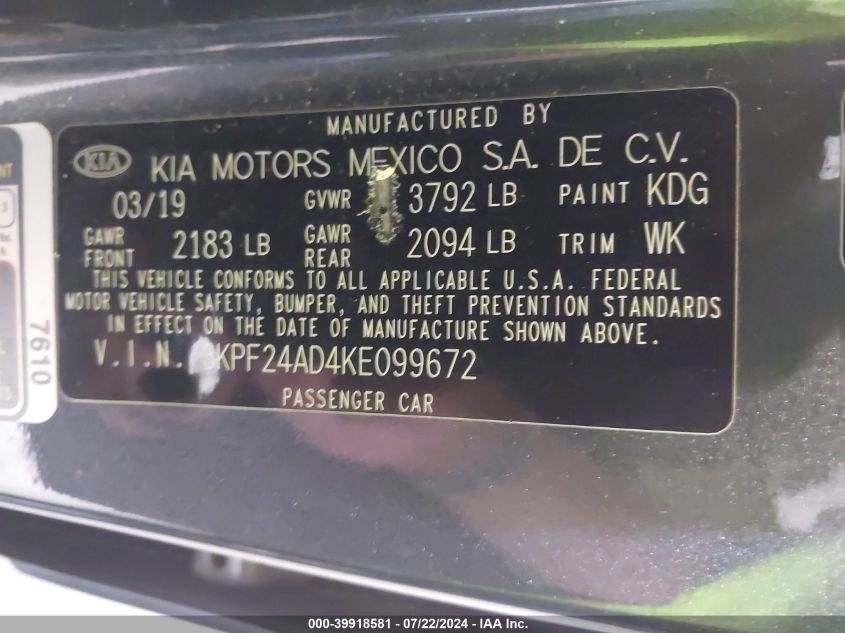 MANUFACTURED BY
KIA KIA MOTORS MEXICO S.A. DE C.V.
03/19 GVWR 3792 LB PAINT KDG
GAWR FRONT 2183 LB GAWR REAR 2094 LB TRIM WK
THIS VEHICLE CONFORMS TO ALL APPLICABLE U.S.A. FEDERAL
MOTOR VEHICLE SAFETY, BUMPER, AND THEFT PREVENTION STANDARDS
IN EFFECT ON THE DATE OF MANUFACTURE SHOWN ABOVE.
V.I.N. 3KPF24AD4KE099672
PASSENGER CAR
7610
000-39918581 / 07/22/2024 - IAA Inc.